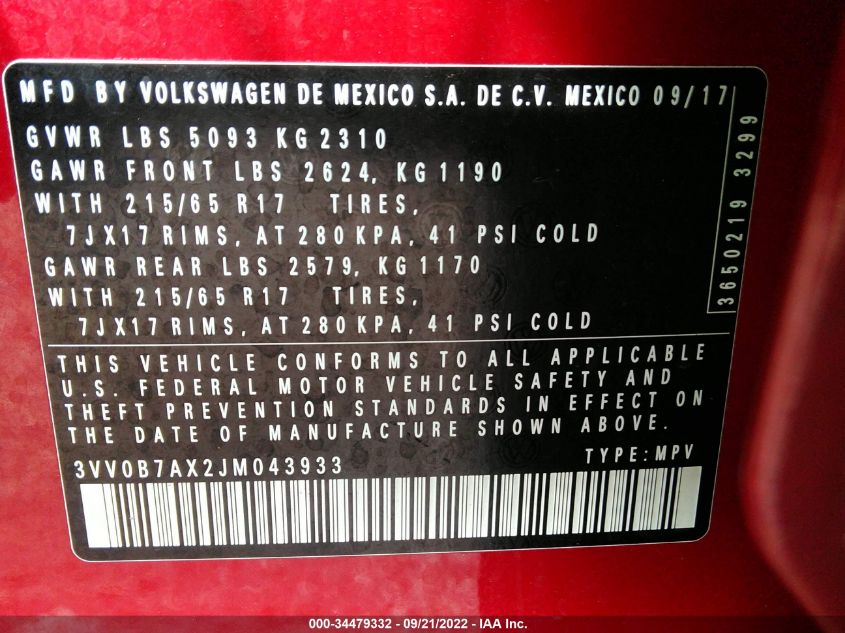 MFD BY VOLKSWAGEN DE MEXICO S.A. DE C.V. MEXICO 09/17
GVWR LBS 5093 KG 2310
GAWR FRONT LBS 2624, KG 1190
WITH 215/65 R17 TIRES,
7JX17 RIMS, AT 280 KPA, 41 PSI COLD
GAWR REAR LBS 2579, KG 1170
WITH 215/65 R17 TIRES,
7JX17 RIMS, AT 280 KPA, 41 PSI COLD
3650219 3299
THIS VEHICLE CONFORMS TO ALL APPLICABLE
U.S. FEDERAL MOTOR VEHICLE SAFETY AND
THEFT PREVENTION STANDARDS IN EFFECT ON
THE DATE OF MANUFACTURE SHOWN ABOVE.
3VV0B7AX2JM043933 TYPE: MPV
000-34479332 - 09/21/2022 - IAA Inc.